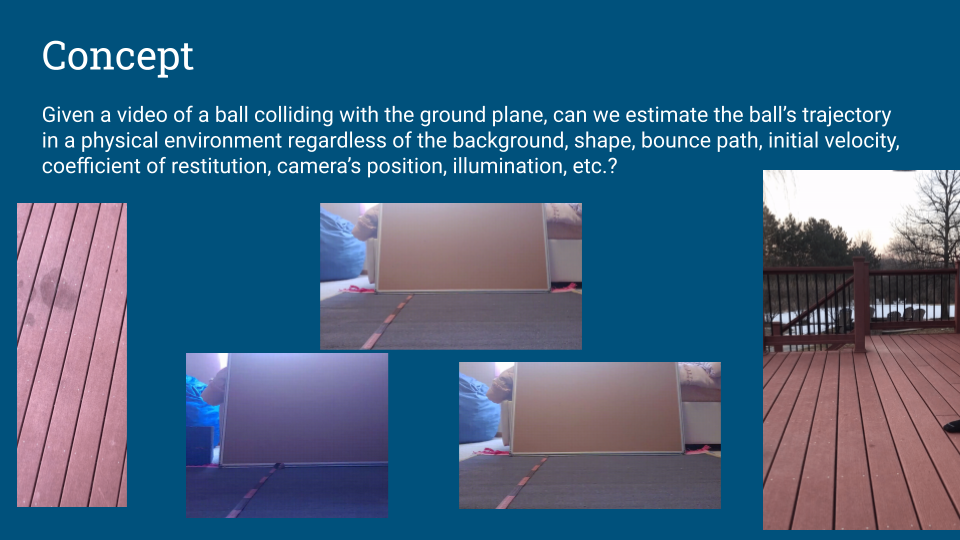 Concept
Given a video of a ball colliding with the ground plane, can we estimate the ball’s trajectory
in a physical environment regardless of the background, shape, bounce path, initial velocity,
coefficient of restitution, camera’s position, illumination, etc.?